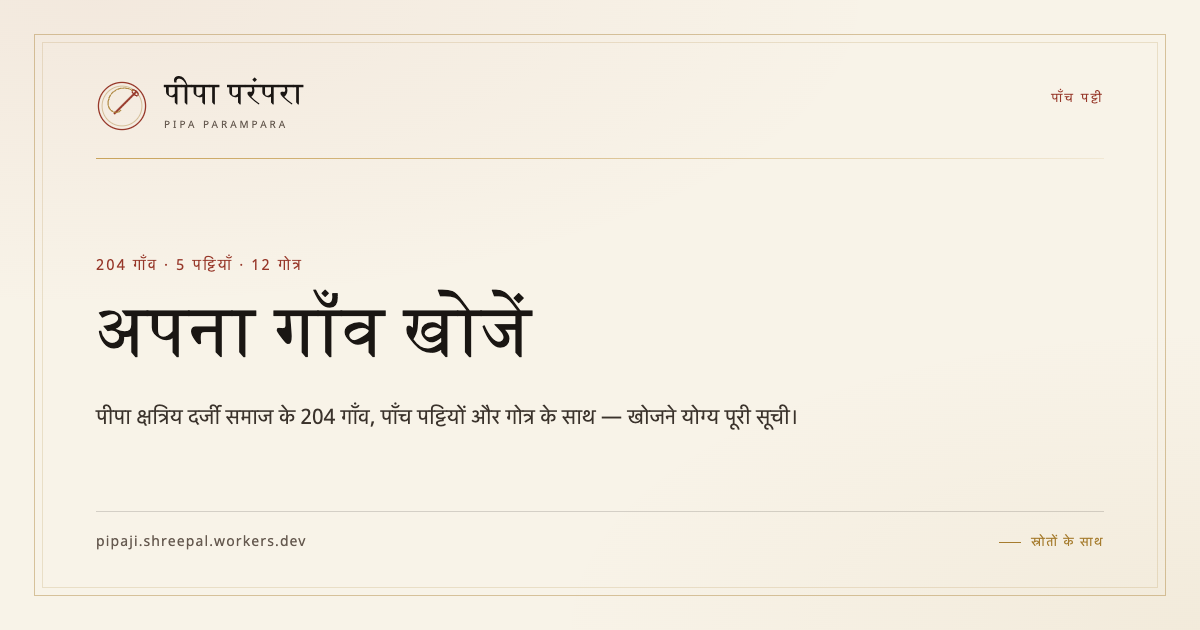 पीपा परंपरा
PIPA PARAMPARA
पाँच पट्टी
204 गाँव · 5 पट्टियाँ · 12 गोत्र
अपना गाँव खोजें
पीपा क्षत्रिय दर्जी समाज के 204 गाँव, पाँच पट्टियों और गोत्र के साथ — खोजने योग्य पूरी सूची।
pipaji.shreepal.workers.dev
स्रोतों के साथ